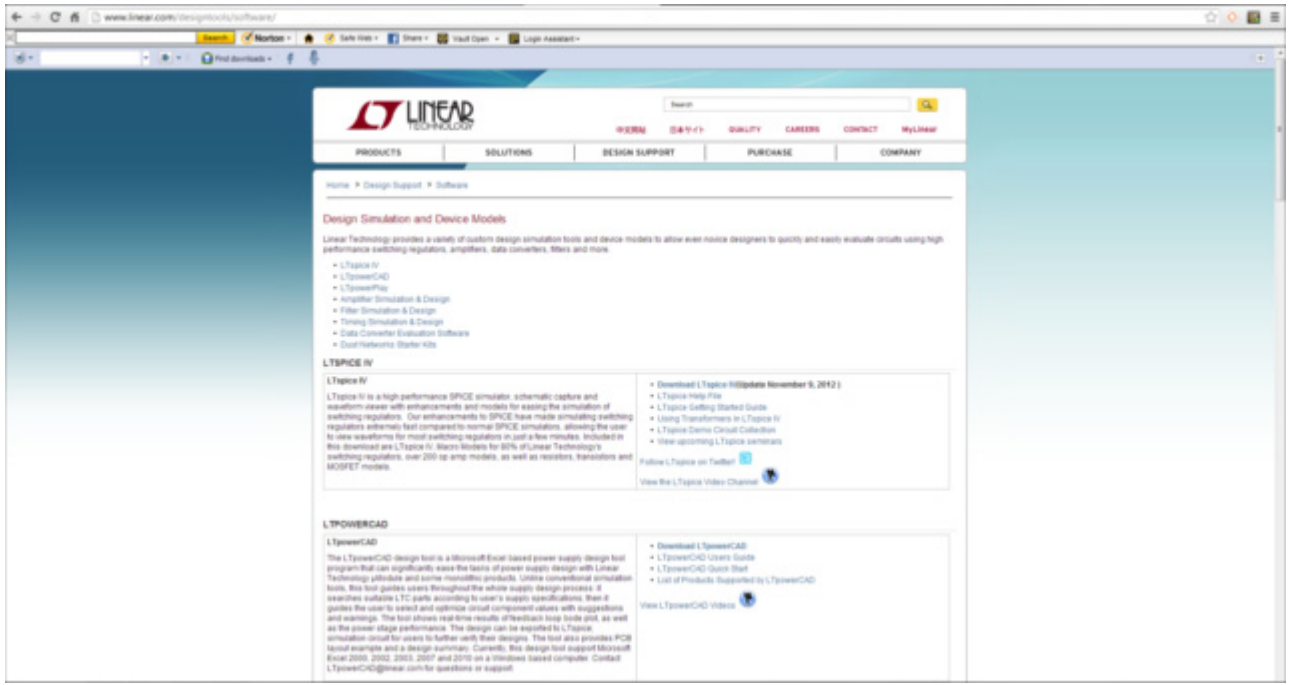 www.linear.com/designtools/software/
Search Norton Safe Web Share Vault Open Login Assistant
Find downloads
LINEAR
TECHNOLOGY
Search
中文网站 日本サイト QUALITY CAREERS CONTACT MyLinear
PRODUCTS SOLUTIONS DESIGN SUPPORT PURCHASE COMPANY
Home Design Support Software
Design Simulation and Device Models
Linear Technology provides a variety of custom design simulation tools and device models to allow even novice designers to quickly and easily evaluate circuits using high
performance switching regulators, amplifiers, data converters, filters and more.
• LTspice IV
• LTpowerCAD
• LTpowerPlay
• Amplifier Simulation & Design
• Filter Simulation & Design
• Timing Simulation & Design
• Data Converter Evaluation Software
• Dust Networks Starter Kits
LTSPICE IV
LTspice IV
LTspice IV is a high performance SPICE simulator, schematic capture and
waveform viewer with enhancements and models for easing the simulation of
switching regulators. Our enhancements to SPICE have made simulating switching
regulators extremely fast compared to normal SPICE simulators, allowing the user
to view waveforms for most switching regulators in just a few minutes. Included in
this download are LTspice IV, Macro Models for 80% of Linear Technology's
switching regulators, over 200 op amp models, as well as resistors, transistors and
MOSFET models.
• Download LTspice IV(Update November 9, 2012 )
• LTspice Help File
• LTspice Getting Started Guide
• Using Transformers in LTspice IV
• LTspice Demo Circuit Collection
• View upcoming LTspice seminars
Follow LTspice on Twitter!
View the LTspice Video Channel
LTPOWERCAD
LTpowerCAD
The LTpowerCAD design tool is a Microsoft Excel based power supply design tool
program that can significantly ease the tasks of power supply design with Linear
Technology µModule and some monolithic products. Unlike conventional simulation
tools, this tool guides users throughout the whole supply design process: it
searches suitable LTC parts according to user's supply specifications, then it
guides the user to select and optimize circuit component values with suggestions
and warnings. The tool shows real-time results of feedback loop bode plot, as well
as the power stage performance. The design can be exported to LTspice,
simulation circuit for users to further verify their designs. The tool also provides PCB
layout example and a design summary. Currently, this design tool support Microsoft
Excel 2000, 2002, 2003, 2007 and 2010 on a Windows based computer. Contact
LTpowerCAD@linear.com for questions or support.
• Download LTpowerCAD
• LTpowerCAD Users Guide
• LTpowerCAD Quick Start
• List of Products Supported by LTpowerCAD
View LTpowerCAD Videos